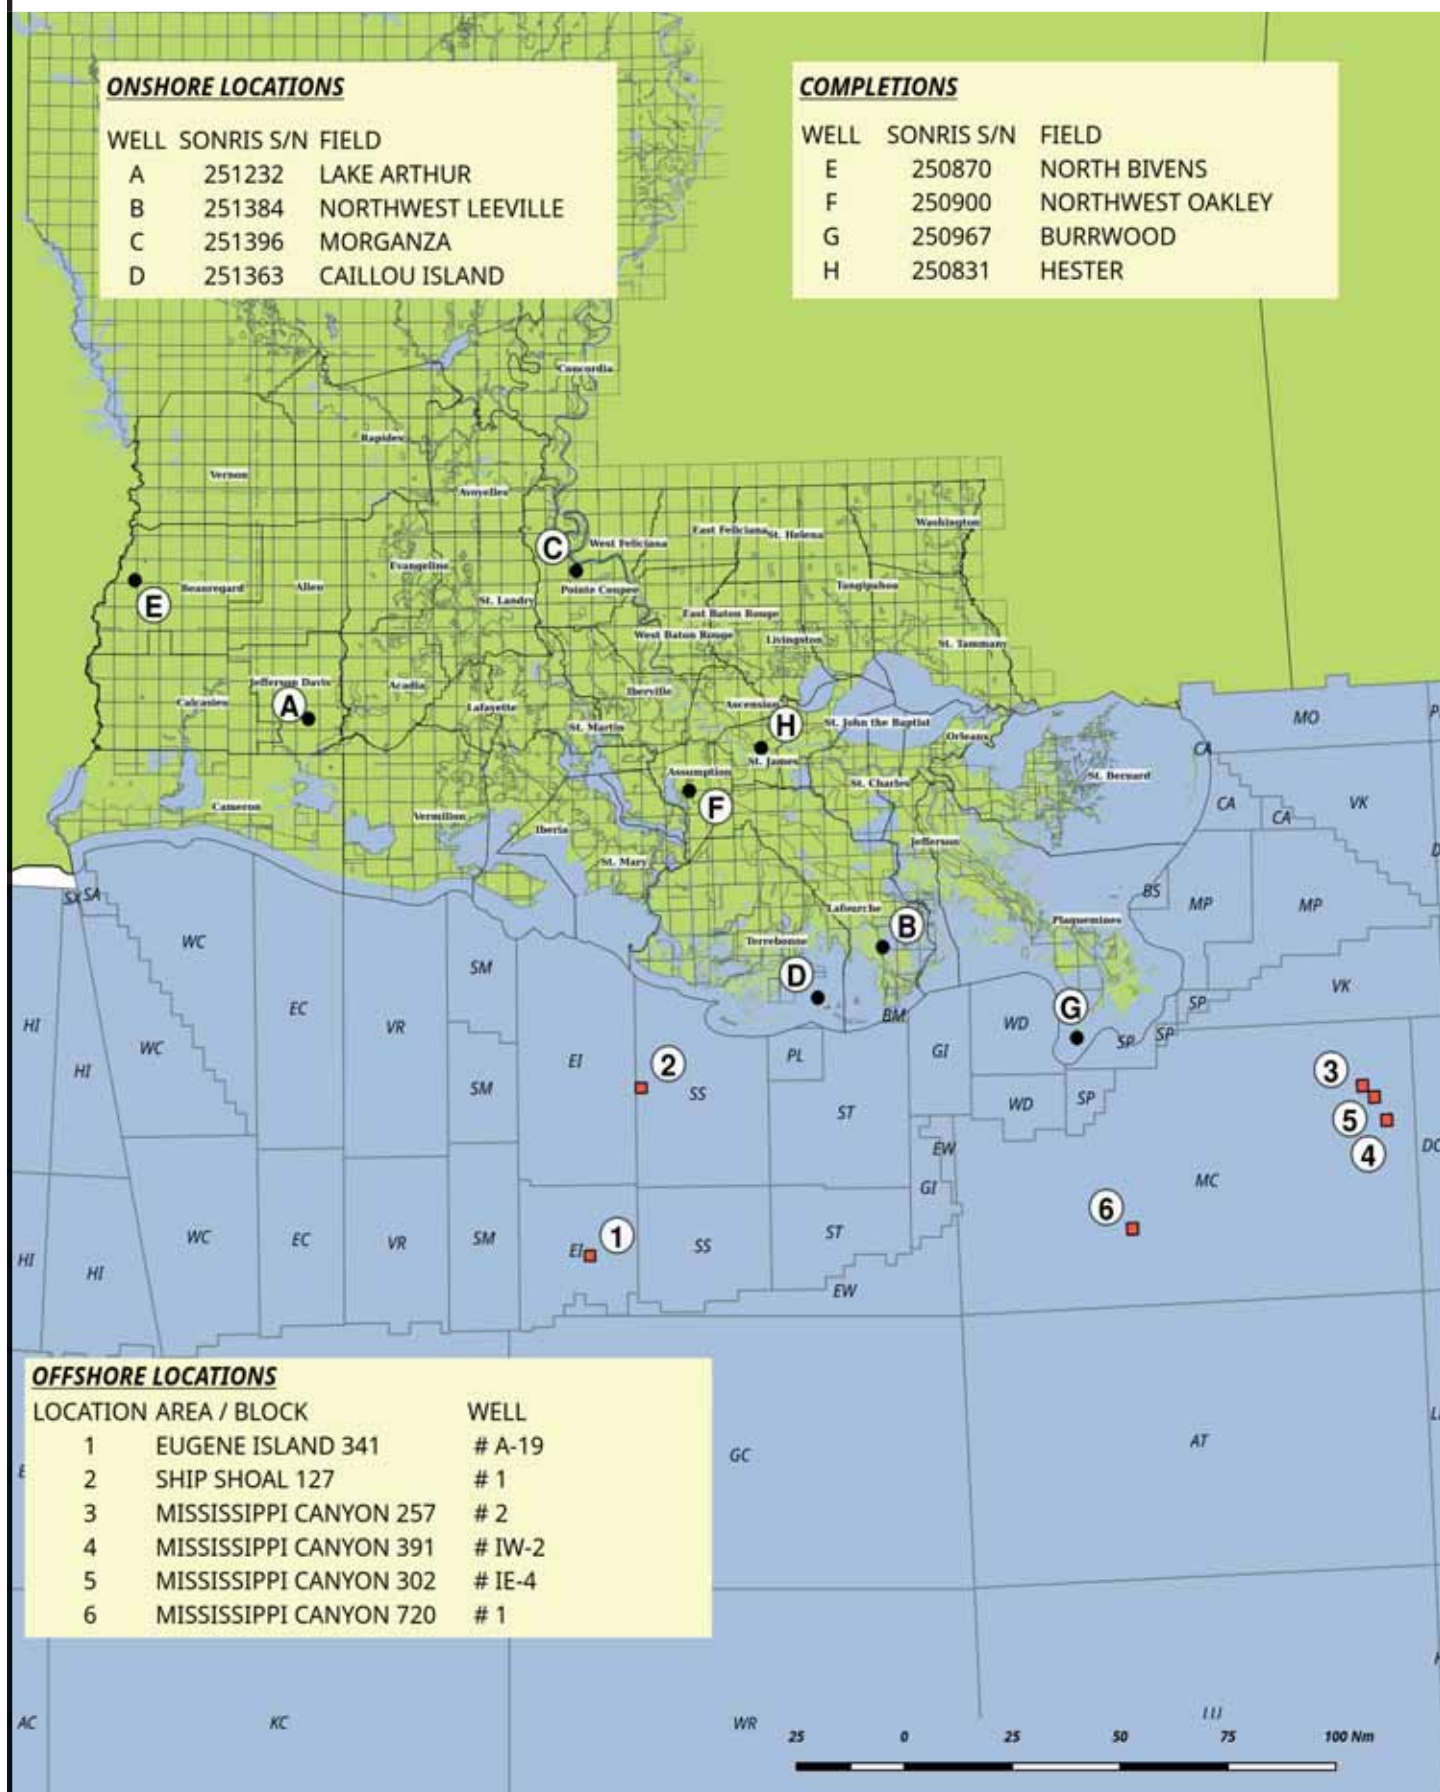 ONSHORE LOCATIONS
WELL SONRIS S/N FIELD
A 251232 LAKE ARTHUR
B 251384 NORTHWEST LEEVILLE
C 251396 MORGANZA
D 251363 CAILLOU ISLAND
COMPLETIONS
WELL SONRIS S/N FIELD
E 250870 NORTH BIVENS
F 250900 NORTHWEST OAKLEY
G 250967 BURRWOOD
H 250831 HESTER
Concordia
Rapides
Vernon
Avoyelles
Washington
East Feliciana
St. Helena
West Feliciana
C
Evangeline
Beauregard
Allen
Pointe Coupee
Tangipahoa
E
St. Landry
East Baton Rouge
West Baton Rouge
Livingston
St. Tammany
Jefferson Davis
Acadia
Iberville
Calcasieu
A
Lafayette
Ascension
H
St. Martin
St. John the Baptist
Orleans
MO
CA
St. James
Assumption
St. Charles
St. Bernard
F
Cameron
Vermilion
Iberia
CA
CA
VK
Jefferson
St. Mary
SX
SA
BS
MP
MP
Lafourche
Plaquemines
B
WC
Terrebonne
SM
D
VK
EC
VR
G
SP
BM
HI
WD
SP
SP
WC
EI
PL
GI
2
HI
3
SM
SS
ST
WD
SP
5
EW
4
MC
GI
6
WC
EC
VR
SM
EI
1
SS
ST
HI
HI
EW
OFFSHORE LOCATIONS
LOCATION AREA / BLOCK WELL
1 EUGENE ISLAND 341 # A-19
2 SHIP SHOAL 127 # 1
3 MISSISSIPPI CANYON 257 # 2
4 MISSISSIPPI CANYON 391 # IW-2
5 MISSISSIPPI CANYON 302 # IE-4
6 MISSISSIPPI CANYON 720 # 1
GC
AT
AC
KC
WR
25 0 25 50 75 100 Nm